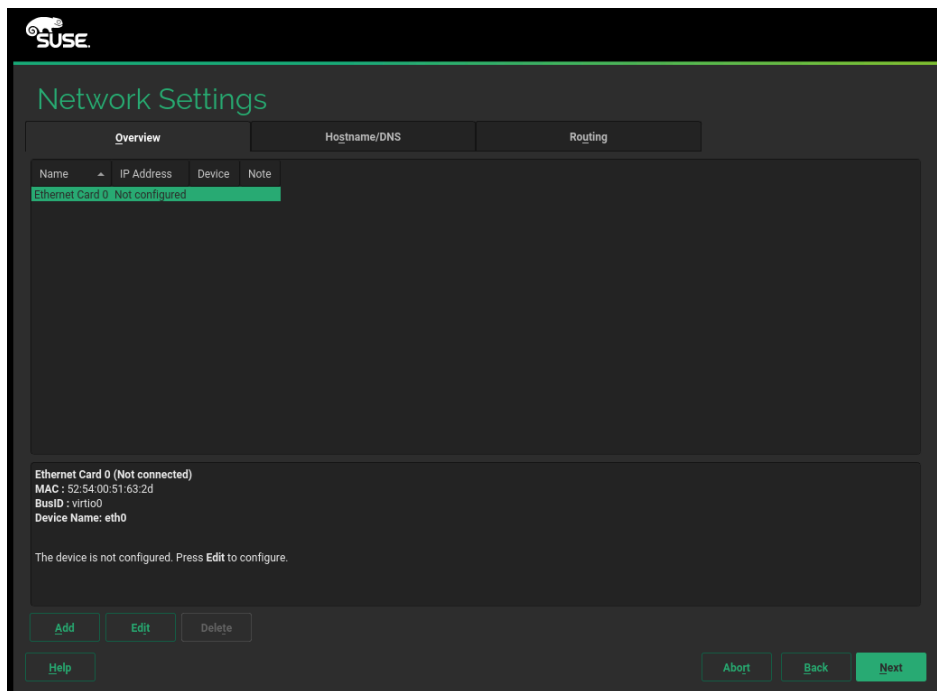 SUSE.
Network Settings
Overview Hostname/DNS Routing
Name IP Address Device Note
Ethernet Card 0 Not configured
Ethernet Card 0 (Not connected)
MAC : 52:54:00:51:63:2d
BusID : virtio0
Device Name: eth0
The device is not configured. Press Edit to configure.
Add Edit Delete
Help Abort Back Next